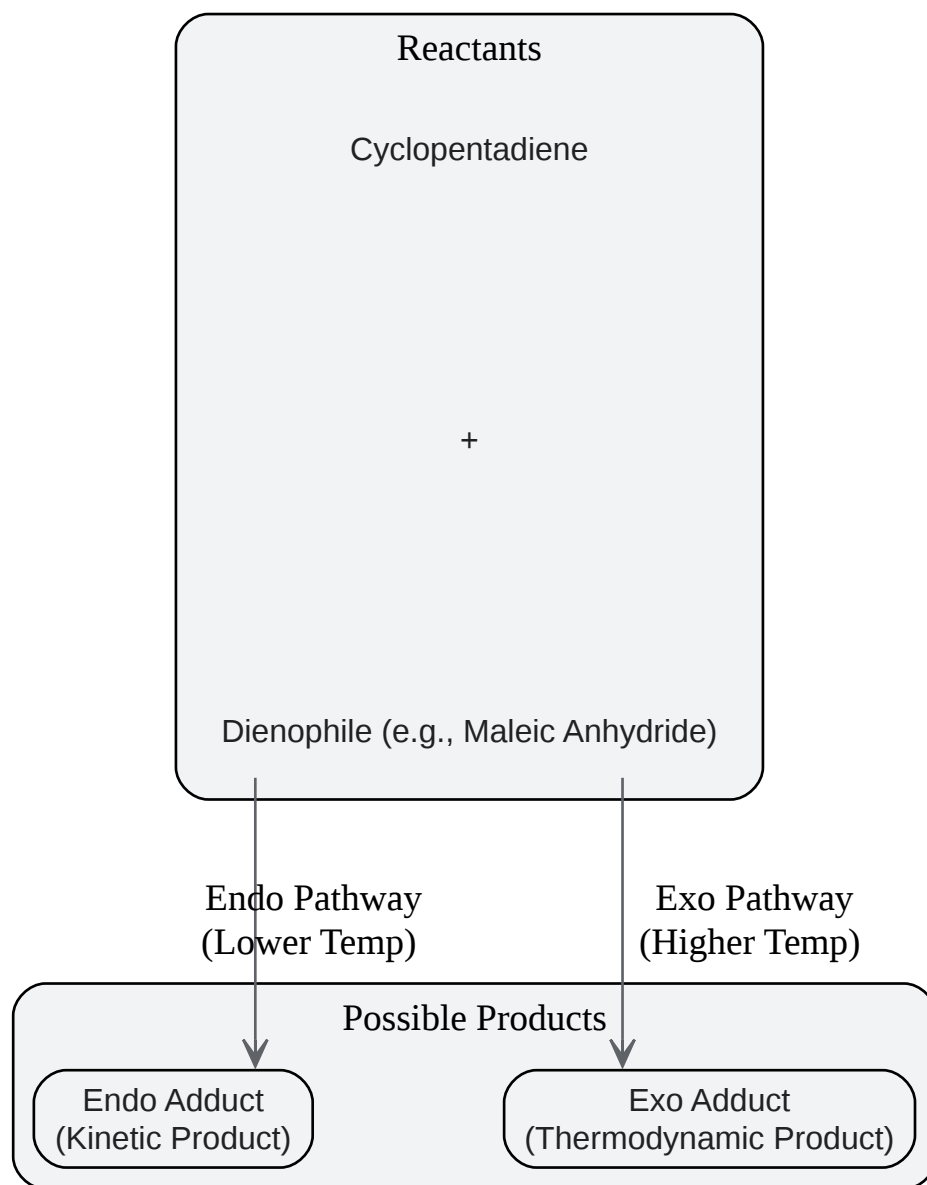 Reactants
Cyclopentadiene
+
Dienophile (e.g., Maleic Anhydride)
Endo Pathway
(Lower Temp)
Exo Pathway
(Higher Temp)
Possible Products
Endo Adduct
(Kinetic Product)
Exo Adduct
(Thermodynamic Product)